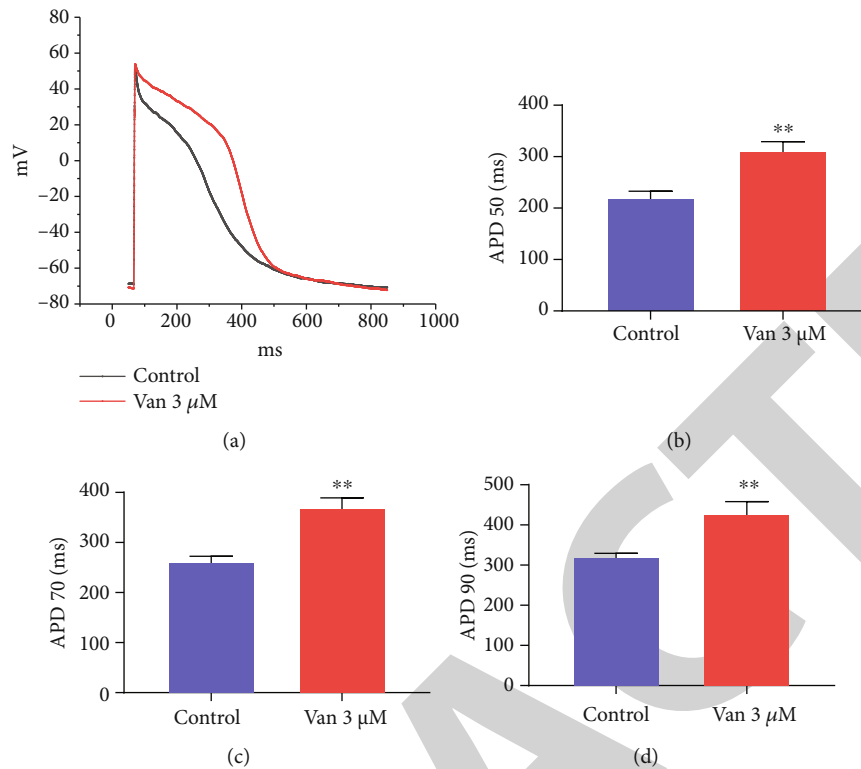 80
60
40
20
0
−20
−40
−60
−80
mV
0 200 400 600 800 1000
ms
Control
Van 3 μM
(a)
400
300
200
100
0
APD 50 (ms)
**
Control Van 3 μM
(b)
400
300
200
100
0
APD 70 (ms)
**
Control Van 3 μM
(c)
500
400
300
200
100
0
APD 90 (ms)
**
Control Van 3 μM
(d)